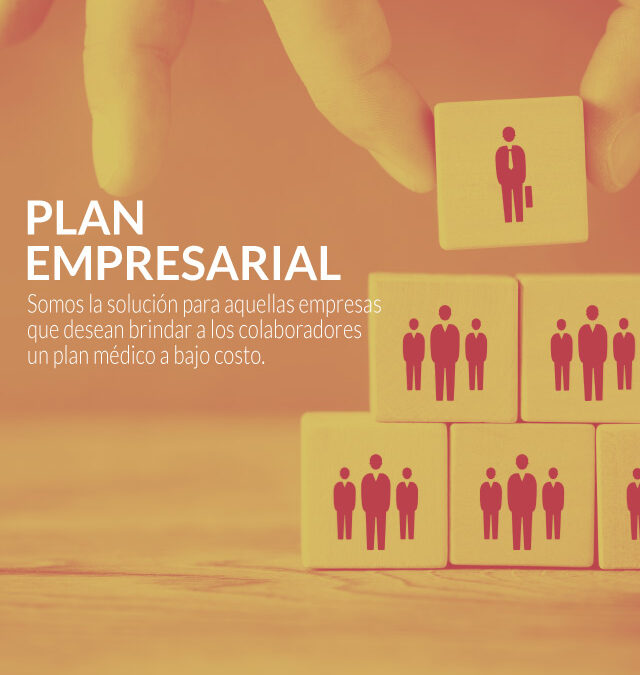 PLAN
EMPRESARIAL
Somos la solución para aquellas empresas
que desean brindar a los colaboradores
un plan médico a bajo costo.